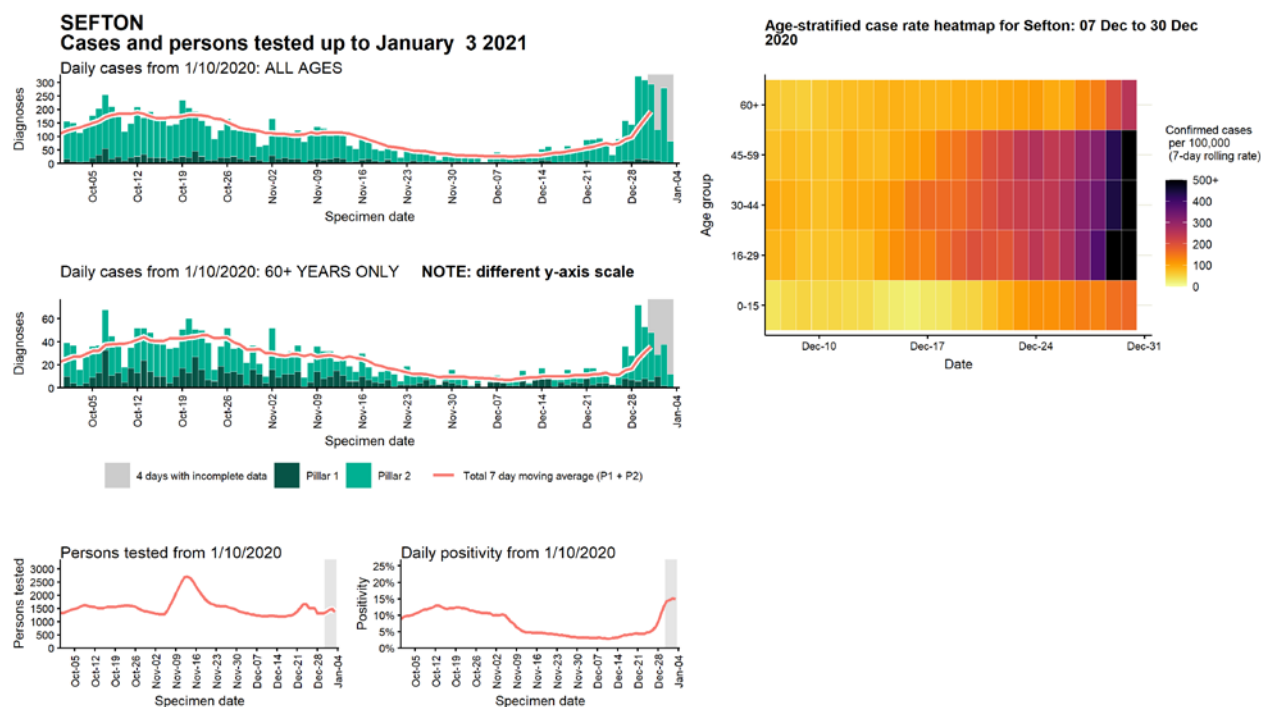 SEFTON
Cases and persons tested up to January 3 2021
Daily cases from 1/10/2020: ALL AGES
Diagnoses
300
250
200
150
100
50
0
Oct-05 Oct-12 Oct-19 Oct-26 Nov-02 Nov-09 Nov-16 Nov-23 Nov-30 Dec-07 Dec-14 Dec-21 Dec-28 Jan-04
Specimen date
Daily cases from 1/10/2020: 60+ YEARS ONLY NOTE: different y-axis scale
Diagnoses
60
40
20
0
Oct-05 Oct-12 Oct-19 Oct-26 Nov-02 Nov-09 Nov-16 Nov-23 Nov-30 Dec-07 Dec-14 Dec-21 Dec-28 Jan-04
Specimen date
4 days with incomplete data Pillar 1 Pillar 2 Total 7 day moving average (P1 + P2)
Persons tested from 1/10/2020
Persons tested
3000
2500
2000
1500
1000
500
0
Oct-05 Oct-12 Oct-19 Oct-26 Nov-02 Nov-09 Nov-16 Nov-23 Nov-30 Dec-07 Dec-14 Dec-21 Dec-28 Jan-04
Specimen date
Daily positivity from 1/10/2020
Positivity
25%
20%
15%
10%
5%
0%
Oct-05 Oct-12 Oct-19 Oct-26 Nov-02 Nov-09 Nov-16 Nov-23 Nov-30 Dec-07 Dec-14 Dec-21 Dec-28 Jan-04
Specimen date
Age-stratified case rate heatmap for Sefton: 07 Dec to 30 Dec
2020
Age group
60+
45-59
30-44
16-29
0-15
Dec-10 Dec-17 Dec-24 Dec-31
Date
Confirmed cases
per 100,000
(7-day rolling rate)
500+
400
300
200
100
0